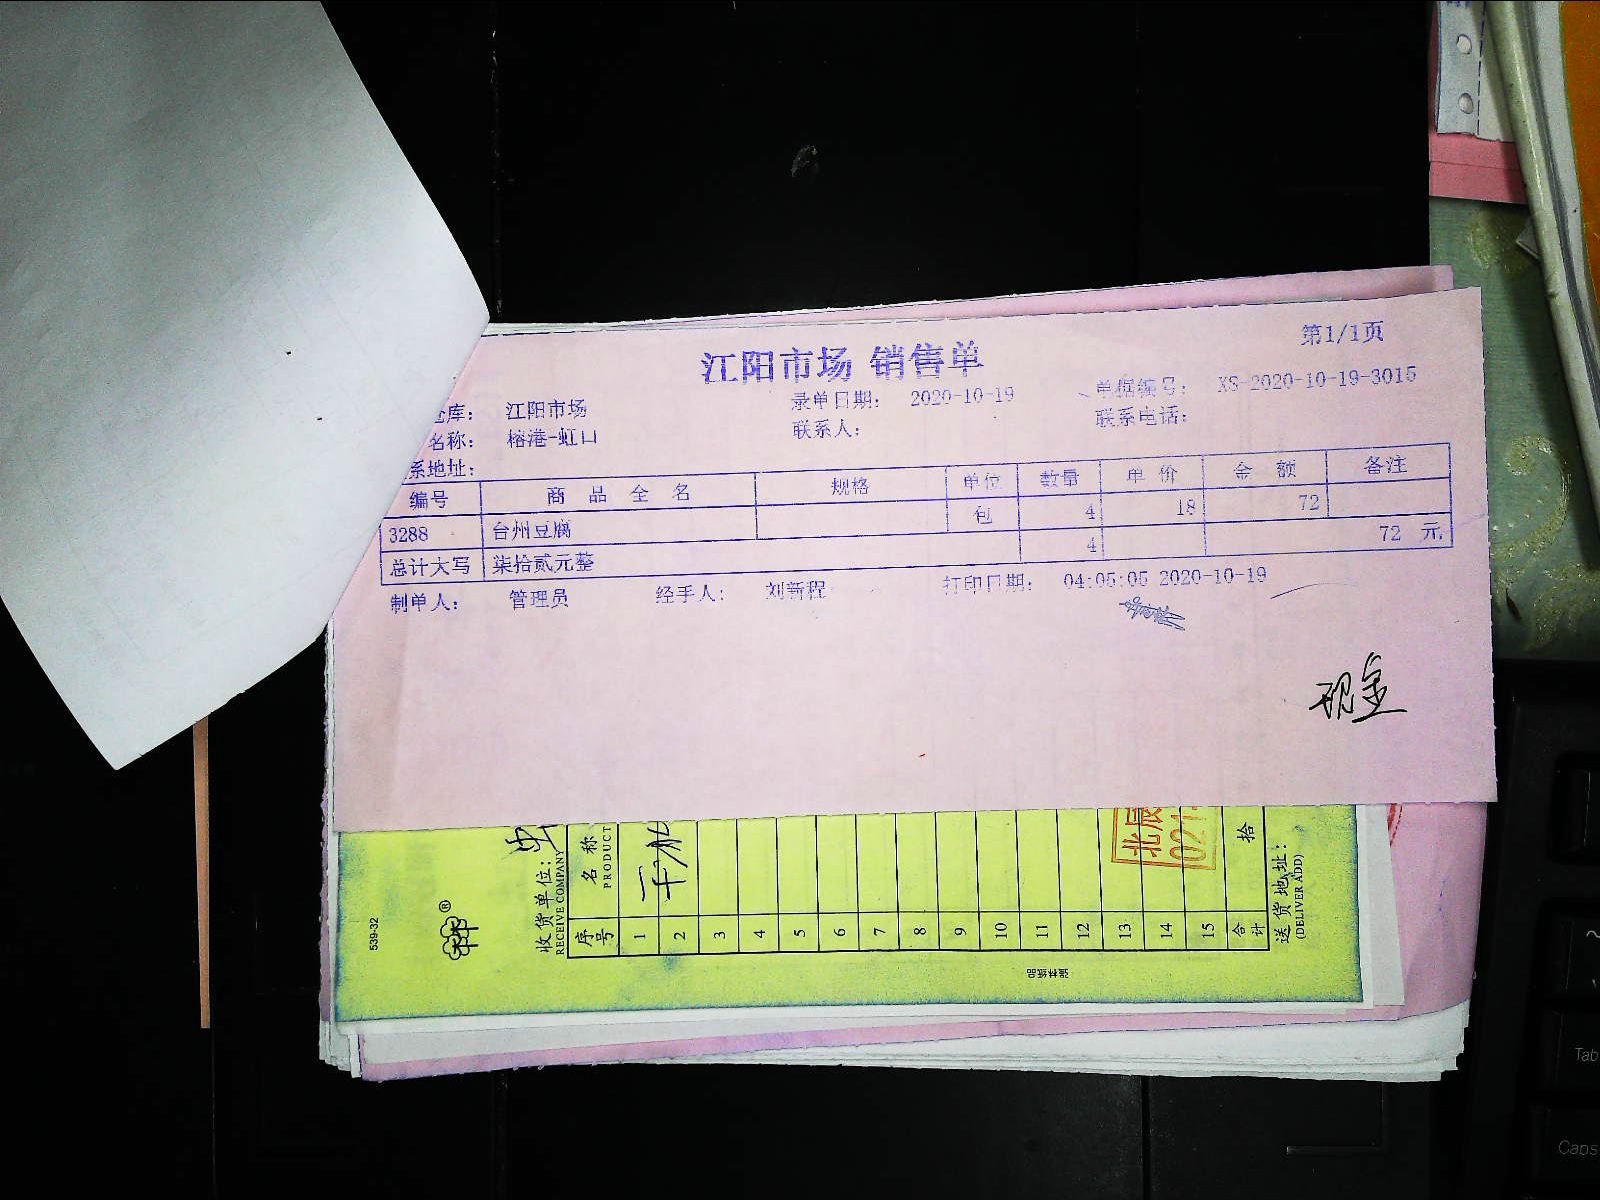 第1/1页
江阳市场 销售单
仓库： 江阳市场 录单日期： 2020-10-19 单据编号： XS-2020-10-19-3015
名称： 榕港-虹口 联系人： 联系电话：
系地址：
编号 商品全名 规格 单位 数量 单价 金额 备注
3288 台州豆腐 包 4 18 72
总计大写 柒拾贰元整 4 72 元
制单人： 管理员 经手人： 刘新程 打印日期： 04:05:05 2020-10-19
现金
539-32
®
收货单位：
RECEIVE COMPANY
序号 名称
PRODUCT
1
2
3
4
5
6
7
8
9
10
11
12
13
14
15
合计 拾
送货地址：
(DELIVER ADD)
北辰
021
Tab
Caps